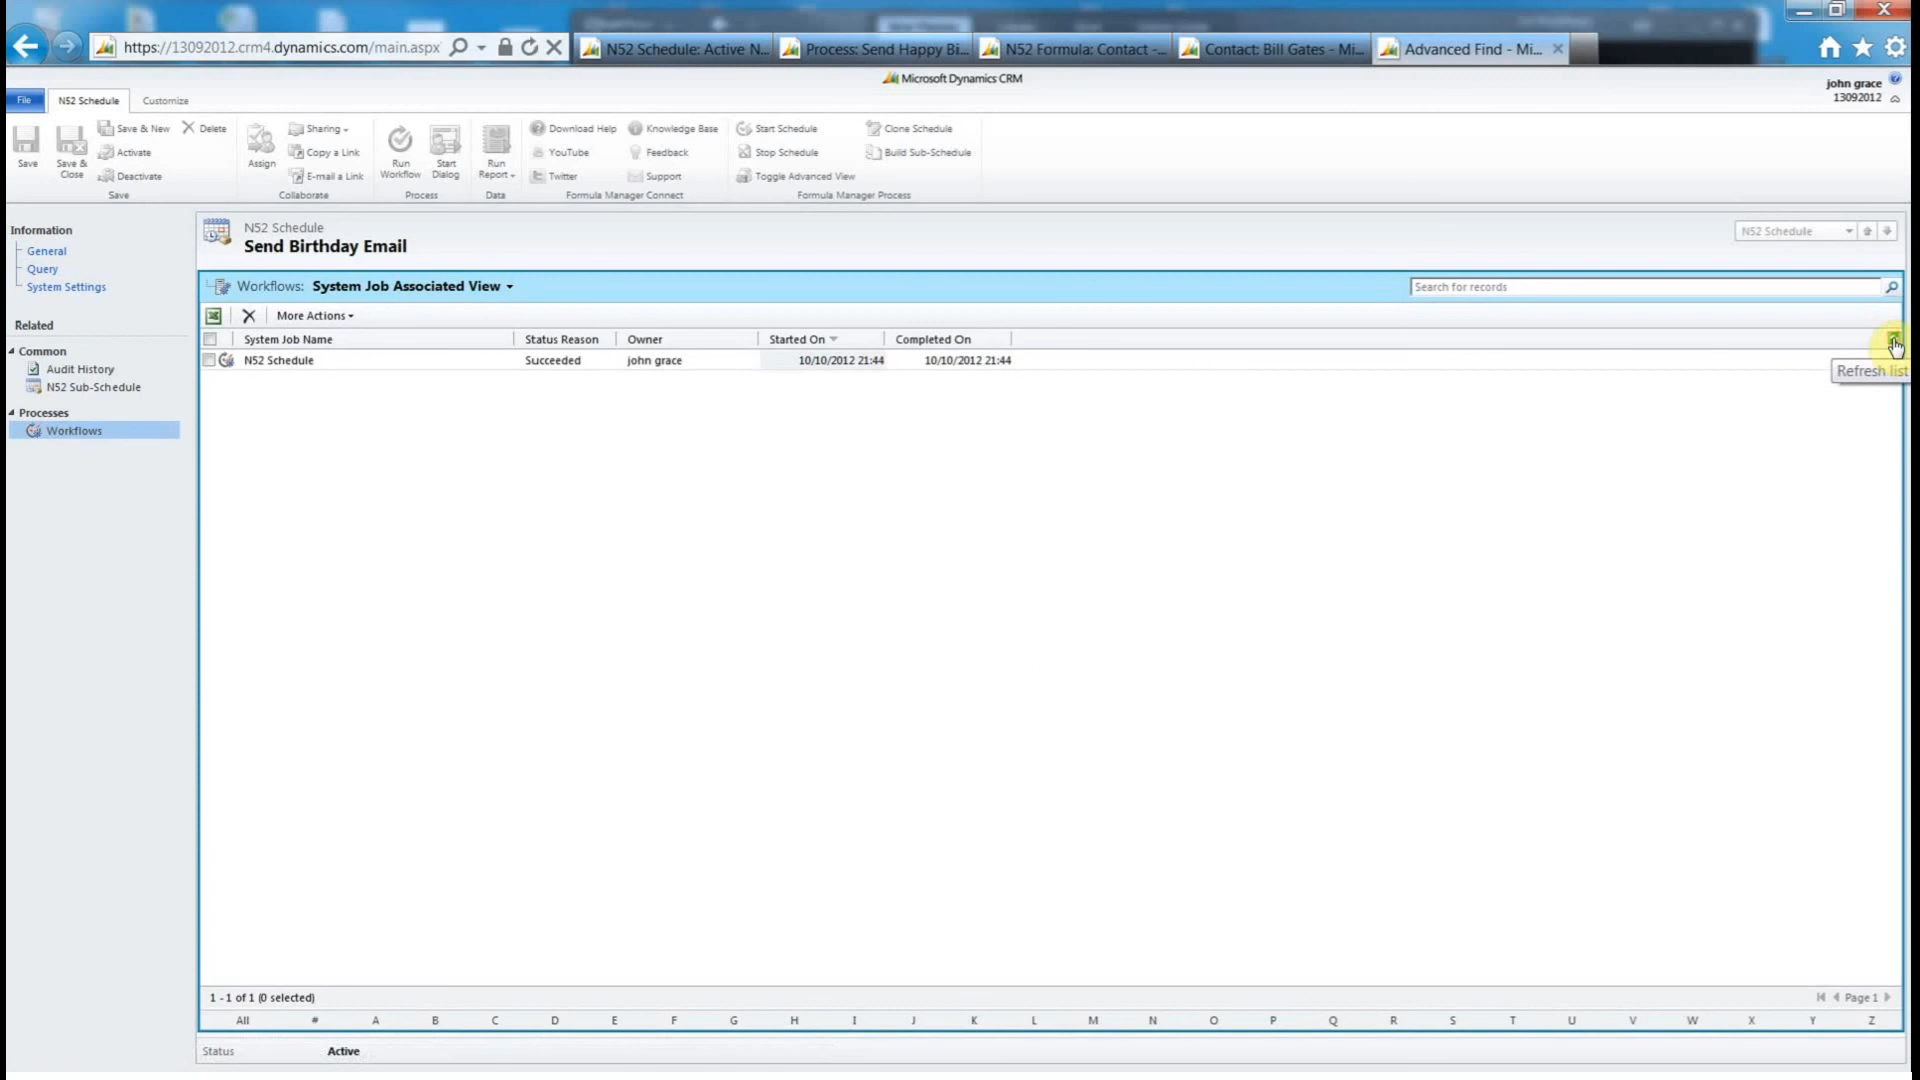 https://13092012.crm4.dynamics.com/main.aspx
N52 Schedule: Active N...
Process: Send Happy Bi...
N52 Formula: Contact -...
Contact: Bill Gates - Mi...
Advanced Find - Mi...
Microsoft Dynamics CRM
john grace
13092012
File
N52 Schedule
Customize
Save
Save & Close
Save & New
Delete
Activate
Deactivate
Save
Assign
Sharing
Copy a Link
E-mail a Link
Collaborate
Run Workflow
Start Dialog
Process
Run Report
Data
Download Help
Knowledge Base
YouTube
Feedback
Twitter
Support
Formula Manager Connect
Start Schedule
Clone Schedule
Stop Schedule
Build Sub-Schedule
Toggle Advanced View
Formula Manager Process
Information
General
Query
System Settings
Related
Common
Audit History
N52 Sub-Schedule
Processes
Workflows
N52 Schedule
Send Birthday Email
N52 Schedule
Workflows: System Job Associated View
Search for records
More Actions
System Job Name Status Reason Owner Started On Completed On
N52 Schedule Succeeded john grace 10/10/2012 21:44 10/10/2012 21:44
Refresh list
1 - 1 of 1 (0 selected)
Page 1
All # A B C D E F G H I J K L M N O P Q R S T U V W X Y Z
Status Active